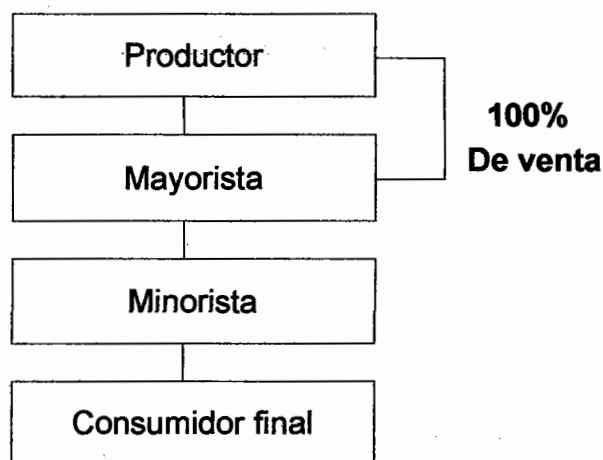 Productor
100%
De venta
Mayorista
Minorista
Consumidor final